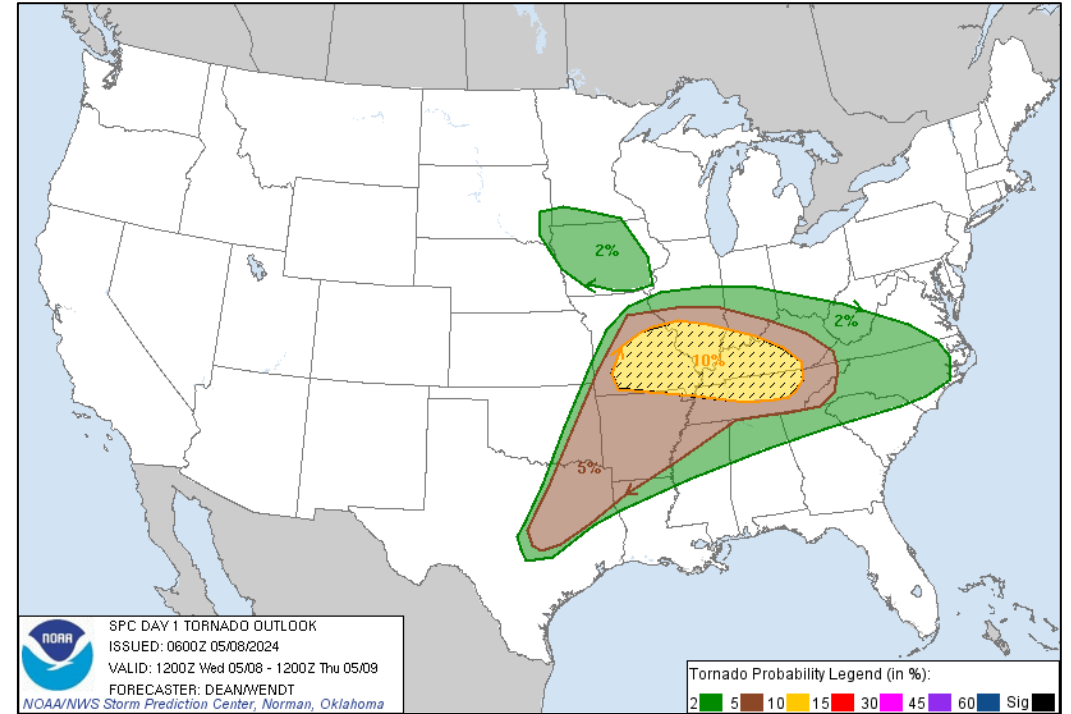 2%
2%
10%
5%
NOAA
SPC DAY 1 TORNADO OUTLOOK
ISSUED: 0600Z 05/08/2024
VALID: 1200Z Wed 05/08 - 1200Z Thu 05/09
FORECASTER: DEAN/WENDT
NOAA/NWS Storm Prediction Center, Norman, Oklahoma
Tornado Probability Legend (in %):
2 5 10 15 30 45 60 Sig